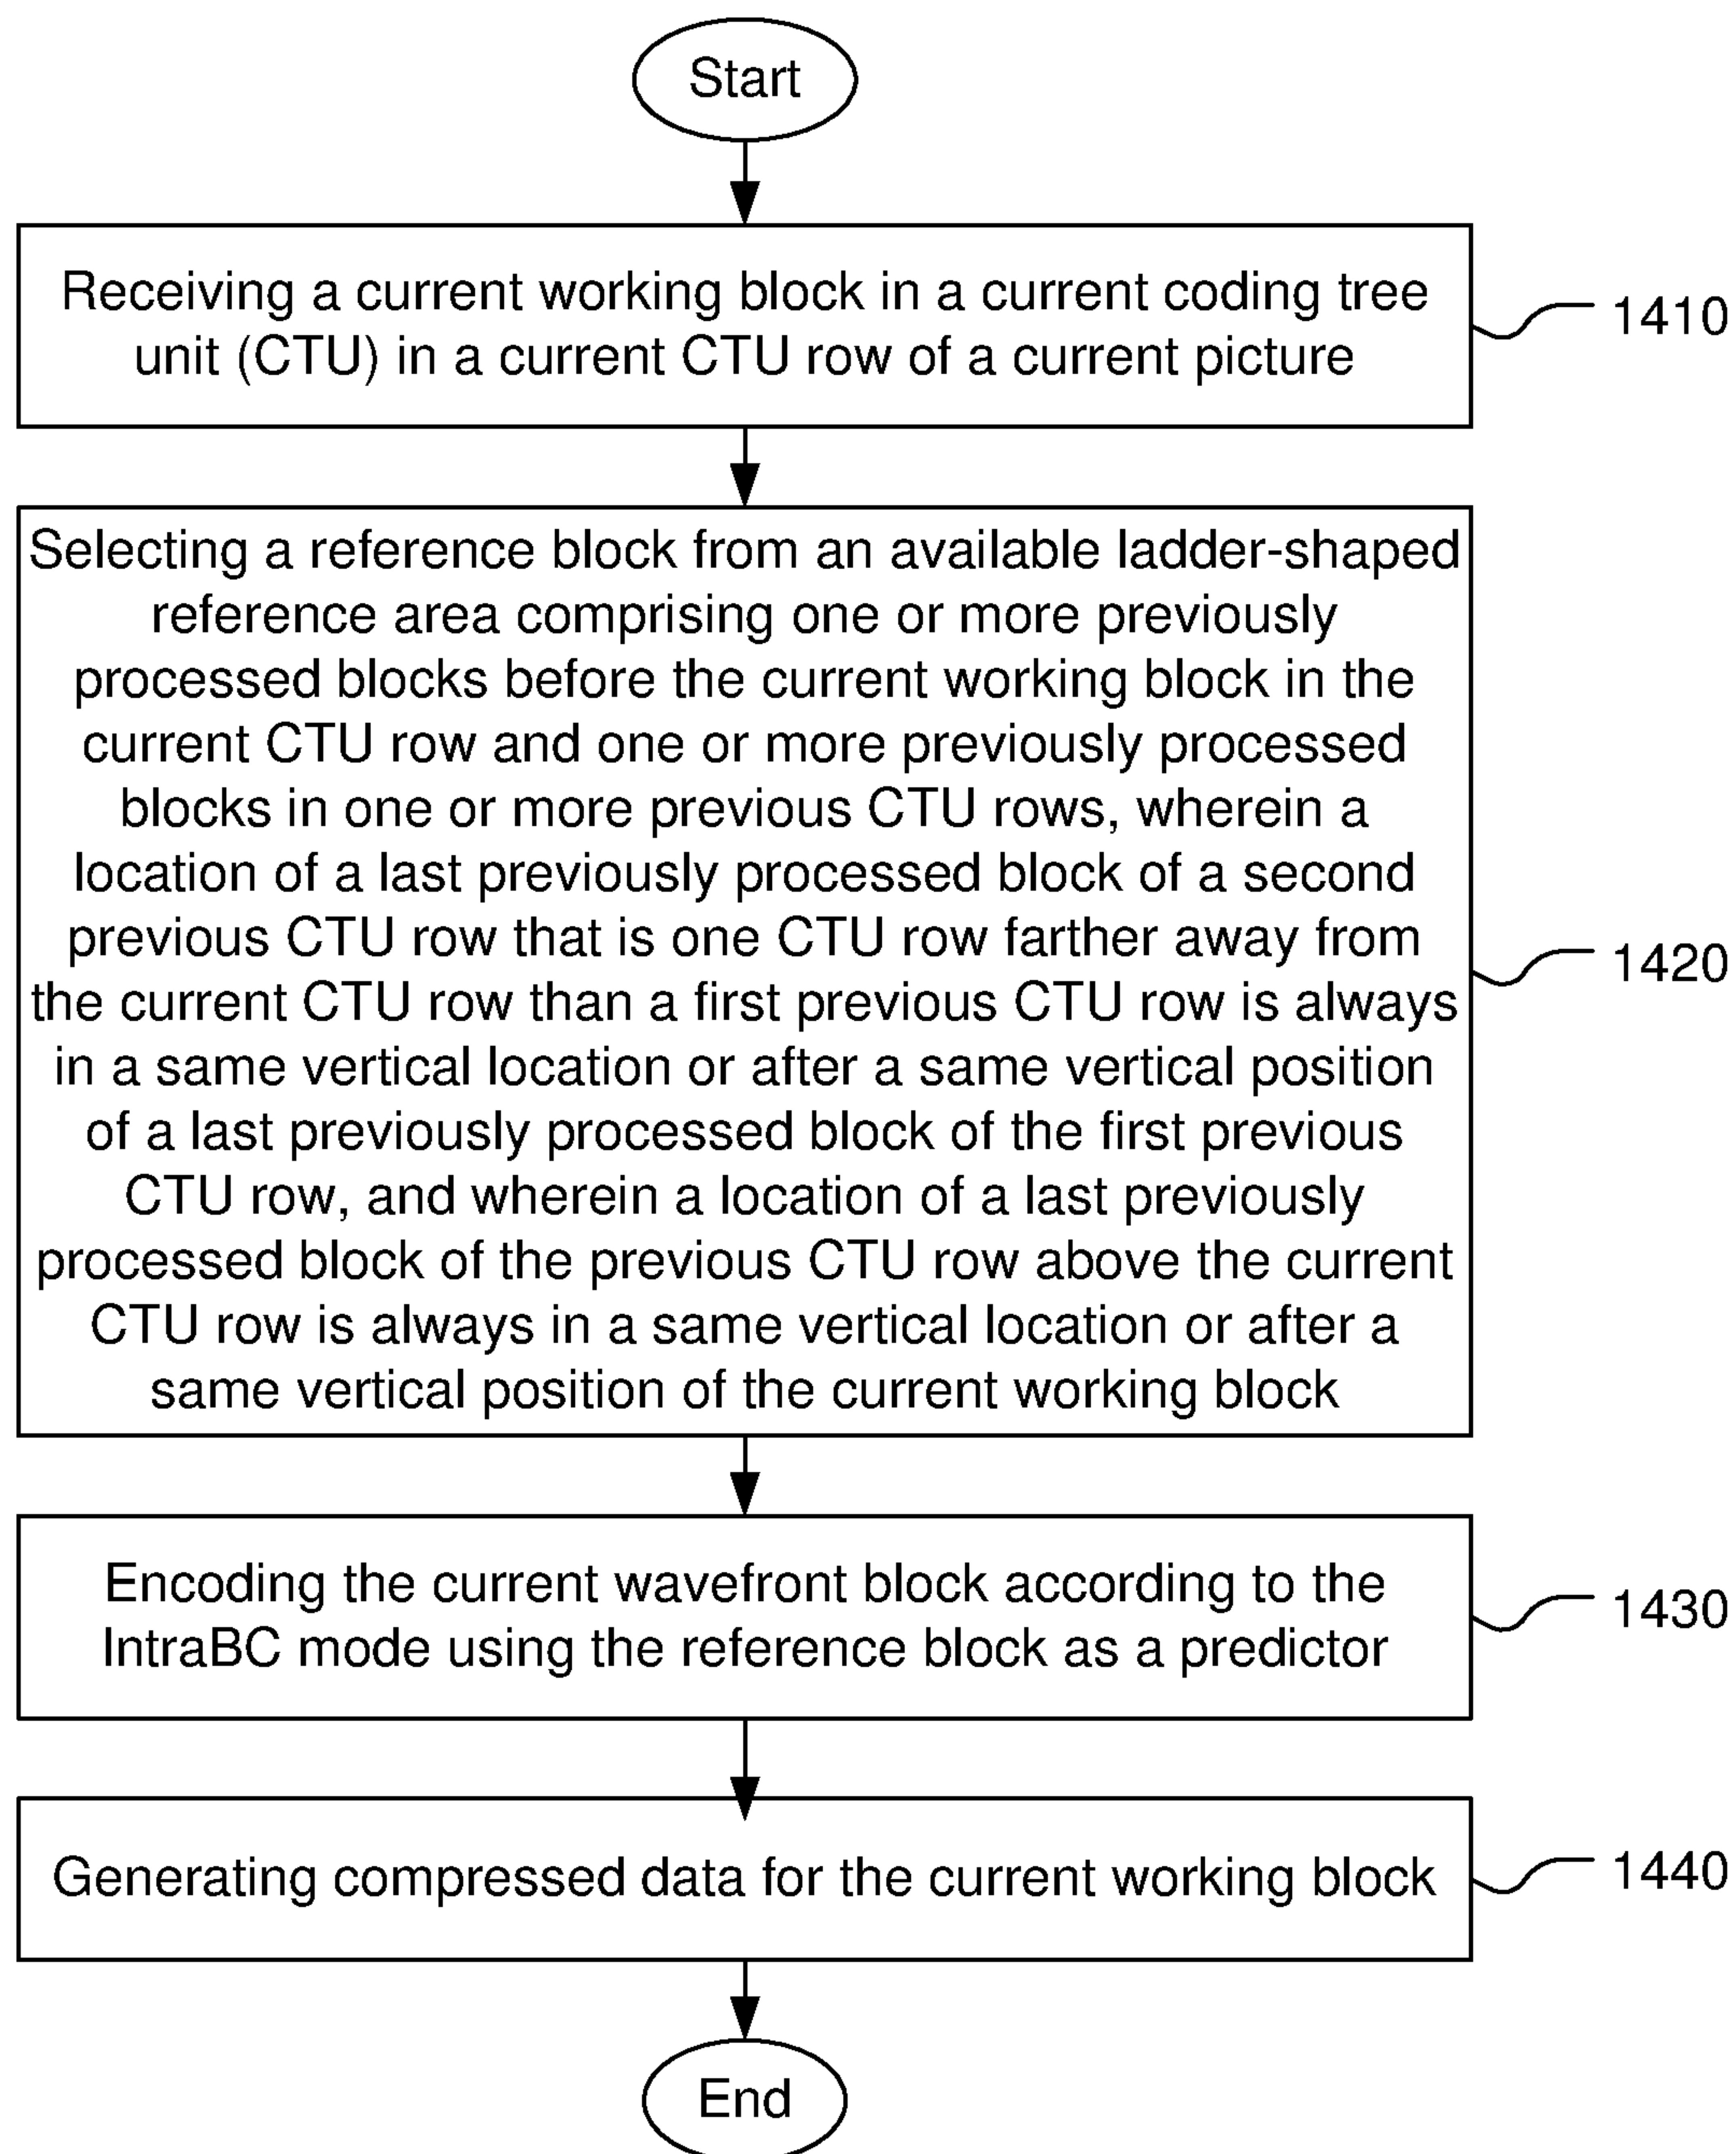 Start
Receiving a current working block in a current coding tree
unit (CTU) in a current CTU row of a current picture
1410
Selecting a reference block from an available ladder-shaped
reference area comprising one or more previously
processed blocks before the current working block in the
current CTU row and one or more previously processed
blocks in one or more previous CTU rows, wherein a
location of a last previously processed block of a second
previous CTU row that is one CTU row farther away from
the current CTU row than a first previous CTU row is always
in a same vertical location or after a same vertical position
of a last previously processed block of the first previous
CTU row, and wherein a location of a last previously
processed block of the previous CTU row above the current
CTU row is always in a same vertical location or after a
same vertical position of the current working block
1420
Encoding the current wavefront block according to the
IntraBC mode using the reference block as a predictor
1430
Generating compressed data for the current working block
1440
End